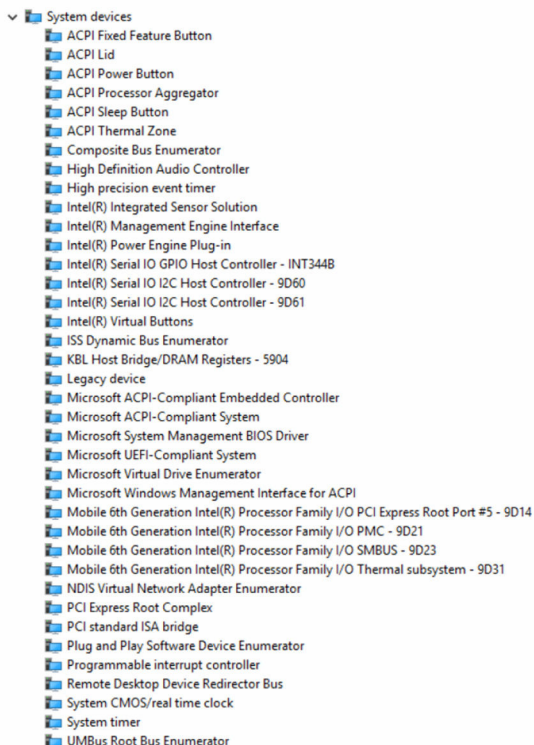 System devices
ACPI Fixed Feature Button
ACPI Lid
ACPI Power Button
ACPI Processor Aggregator
ACPI Sleep Button
ACPI Thermal Zone
Composite Bus Enumerator
High Definition Audio Controller
High precision event timer
Intel(R) Integrated Sensor Solution
Intel(R) Management Engine Interface
Intel(R) Power Engine Plug-in
Intel(R) Serial IO GPIO Host Controller - INT344B
Intel(R) Serial IO I2C Host Controller - 9D60
Intel(R) Serial IO I2C Host Controller - 9D61
Intel(R) Virtual Buttons
ISS Dynamic Bus Enumerator
KBL Host Bridge/DRAM Registers - 5904
Legacy device
Microsoft ACPI-Compliant Embedded Controller
Microsoft ACPI-Compliant System
Microsoft System Management BIOS Driver
Microsoft UEFI-Compliant System
Microsoft Virtual Drive Enumerator
Microsoft Windows Management Interface for ACPI
Mobile 6th Generation Intel(R) Processor Family I/O PCI Express Root Port #5 - 9D14
Mobile 6th Generation Intel(R) Processor Family I/O PMC - 9D21
Mobile 6th Generation Intel(R) Processor Family I/O SMBUS - 9D23
Mobile 6th Generation Intel(R) Processor Family I/O Thermal subsystem - 9D31
NDIS Virtual Network Adapter Enumerator
PCI Express Root Complex
PCI standard ISA bridge
Plug and Play Software Device Enumerator
Programmable interrupt controller
Remote Desktop Device Redirector Bus
System CMOS/real time clock
System timer
UMBus Root Bus Enumerator